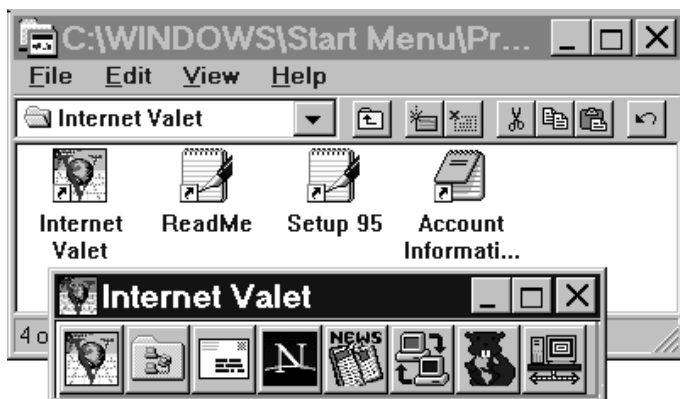 C:\WINDOWS\Start Menu\Pr...
File Edit View Help
Internet Valet
Internet Valet
ReadMe
Setup 95
Account Informati...
Internet Valet
4 o
N
NEWS